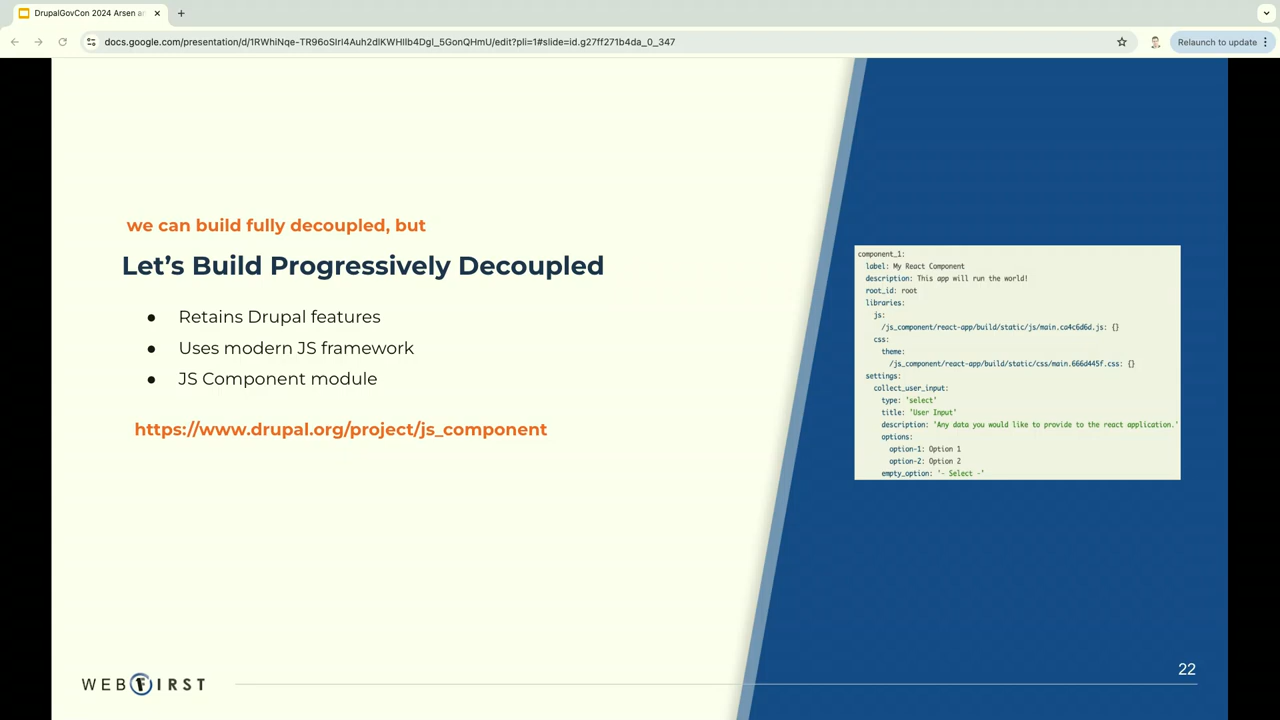 DrupalGovCon 2024 Arsen an
docs.google.com/presentation/d/1RWhiNqe-TR96oSIrI4Auh2dlKWHIlb4Dgl_5GonQHmU/edit?pli=1#slide=id.g27ff271b4da_0_347
Relaunch to update
we can build fully decoupled, but
Let's Build Progressively Decoupled
● Retains Drupal features
● Uses modern JS framework
● JS Component module
https://www.drupal.org/project/js_component
component_1:
label: My React Component
description: This app will run the world!
root_id: root
libraries:
js:
/js_component/react-app/build/static/js/main.ca4c6d6d.js: {}
css:
theme:
/js_component/react-app/build/static/css/main.666d445f.css: {}
settings:
collect_user_input:
type: 'select'
title: 'User Input'
description: 'Any data you would like to provide to the react application.'
options:
option-1: Option 1
option-2: Option 2
empty_option: '- Select -'
WEBFIRST
22